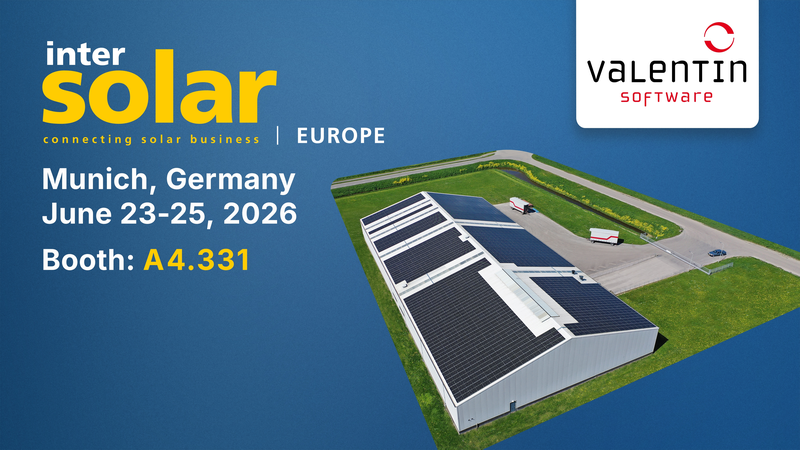 inter
solar
connecting solar business | EUROPE
Munich, Germany
June 23-25, 2026
Booth: A4.331
VALENTIN
SOFTWARE